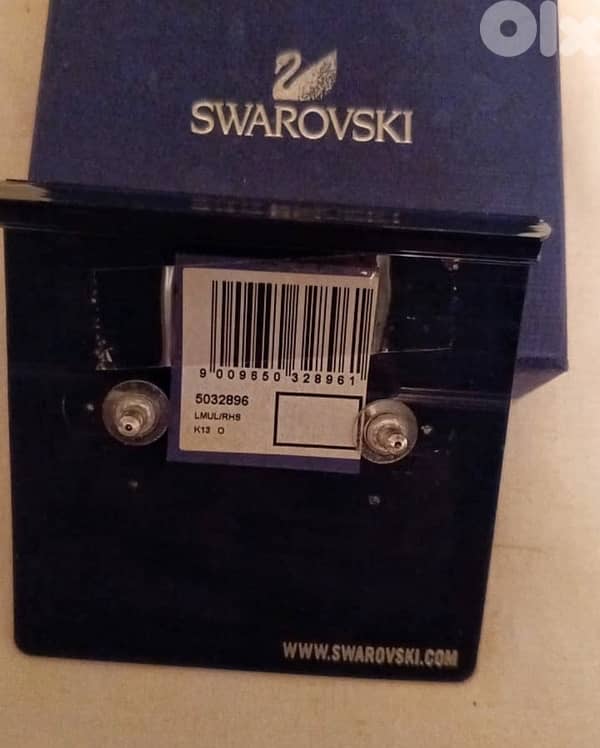 olx
SWAROVSKI
9 009650 328961
5032896
LMUL/RHS
K13 O
WWW.SWAROVSKI.COM